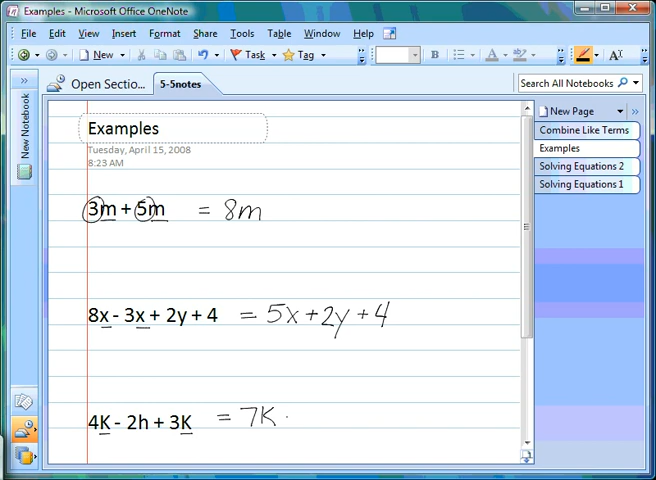 Examples - Microsoft Office OneNote
File Edit View Insert Format Share Tools Table Window Help
New Task Tag B A A
Open Sectio... 5-5notes Search All Notebooks
New Notebook
New Page
Combine Like Terms
Examples
Solving Equations 2
Solving Equations 1
Examples
Tuesday, April 15, 2008
8:23 AM
3m + 5m = 8m
8x - 3x + 2y + 4 = 5x + 2y + 4
4K - 2h + 3K = 7K